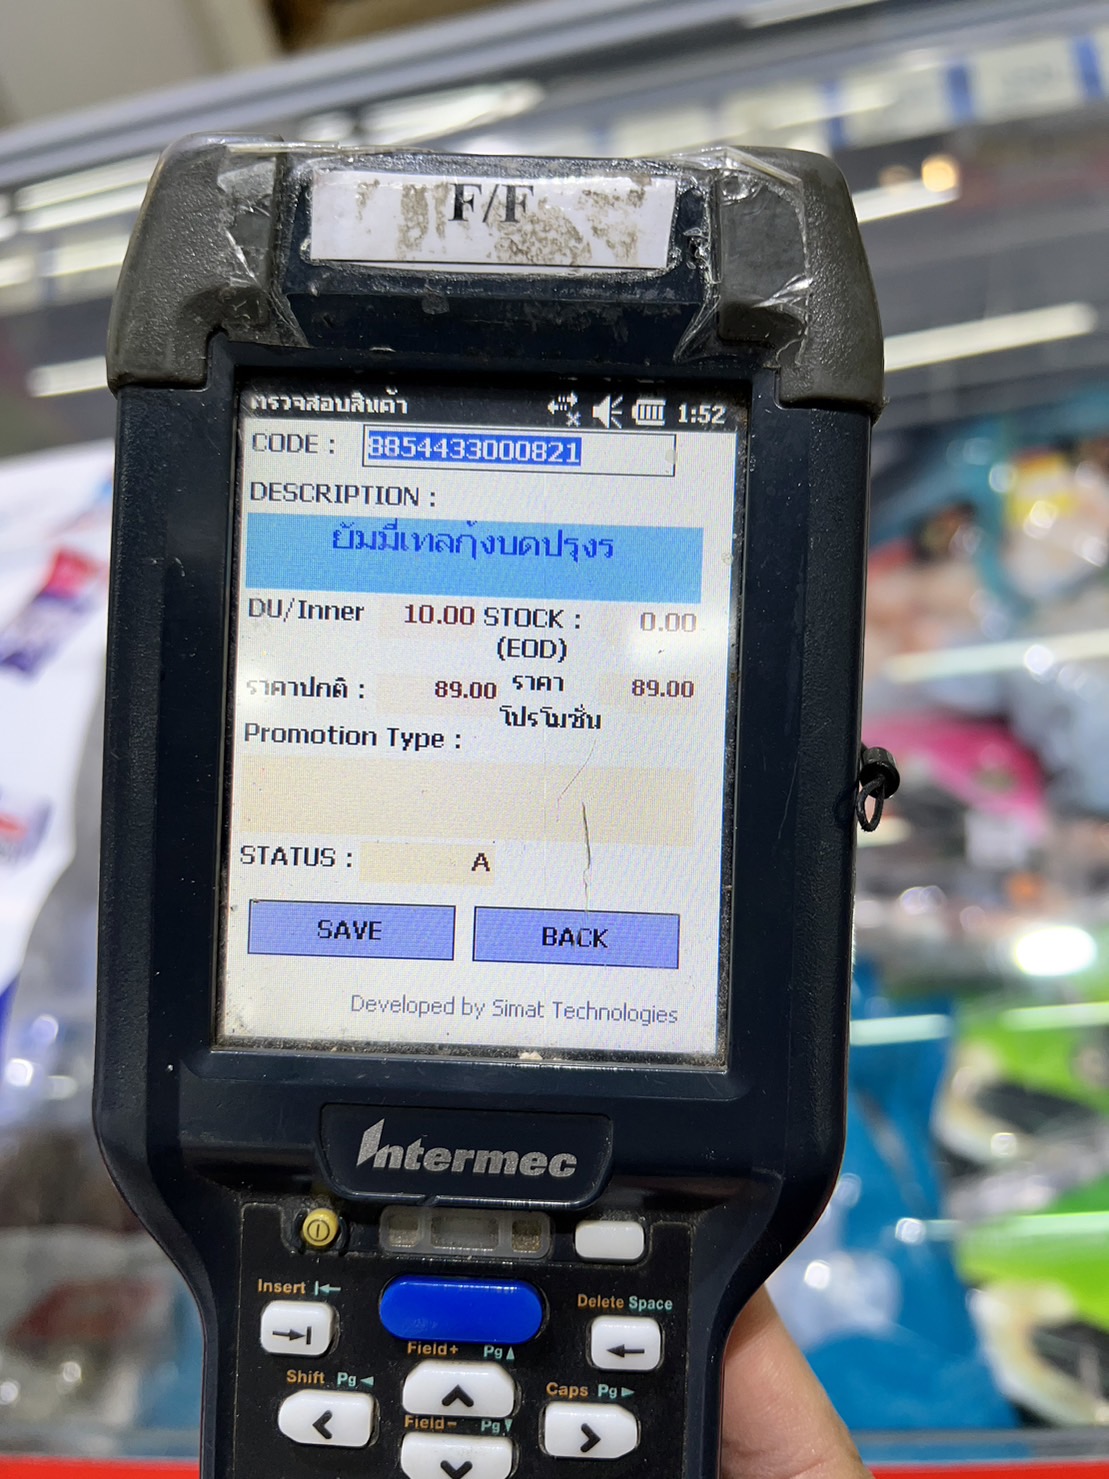 F/F
ตรวจสอบสินค้า 1:52
CODE : 8854433000821
DESCRIPTION :
ยัมมี่เทลกุ้งบดปรุงร
DU/Inner 10.00 STOCK : 0.00
(EOD)
ราคาปกติ : 89.00 ราคา 89.00
โปรโมชั่น
Promotion Type :
STATUS : A
SAVE BACK
Developed by Simat Technologies
Intermec
Insert
Delete Space
Field+ Pg
Shift Pg
Caps Pg
Field- Pg